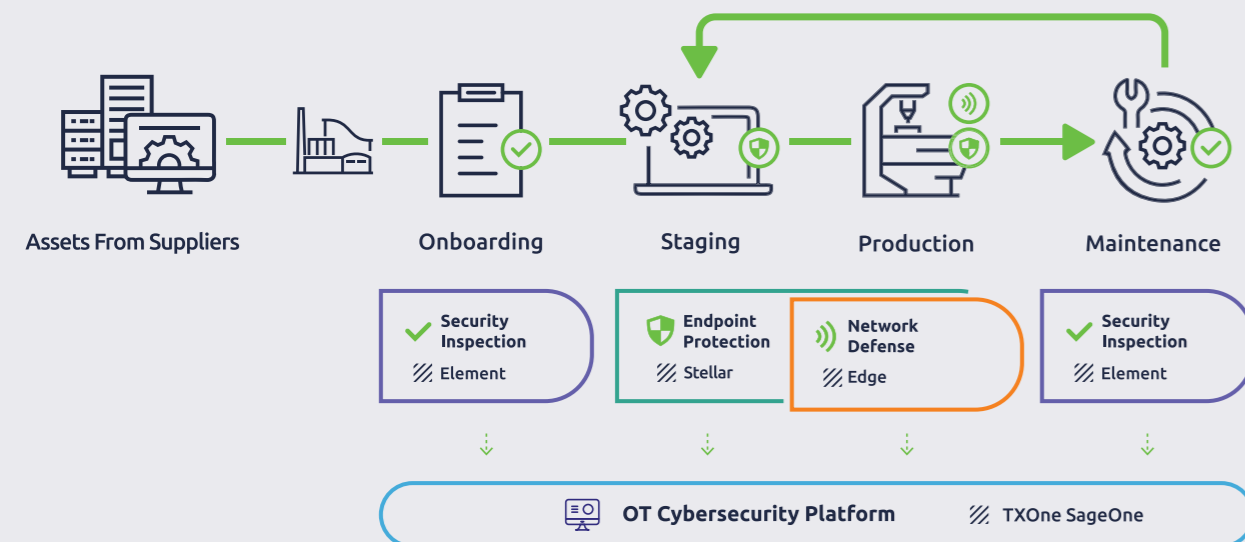 Assets From Suppliers
Onboarding
Staging
Production
Maintenance
Security
Inspection
Element
Endpoint
Protection
Stellar
Network
Defense
Edge
Security
Inspection
Element
OT Cybersecurity Platform
TXOne SageOne